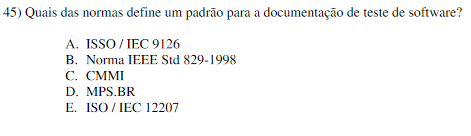 45) Quais das normas define um padrão para a documentação de teste de software?
A. ISSO / IEC 9126
B. Norma IEEE Std 829-1998
C. CMMI
D. MPS.BR
E. ISO / IEC 12207